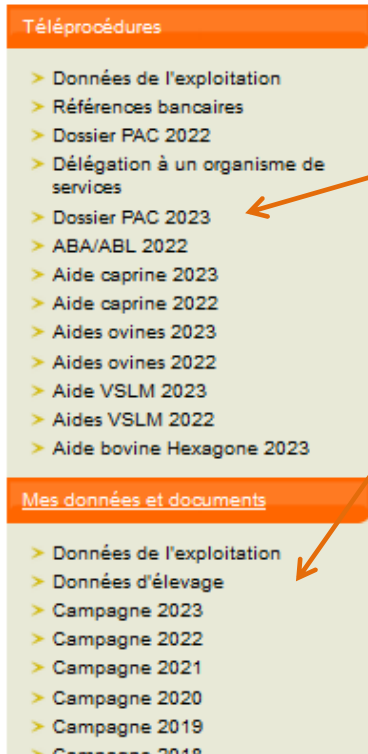 Téléprocédures
Données de l'exploitation
Références bancaires
Dossier PAC 2022
Délégation à un organisme de
services
Dossier PAC 2023
ABA/ABL 2022
Aide caprine 2023
Aide caprine 2022
Aides ovines 2023
Aides ovines 2022
Aide VSLM 2023
Aides VSLM 2022
Aide bovine Hexagone 2023
Mes données et documents
Données de l'exploitation
Données d'élevage
Campagne 2023
Campagne 2022
Campagne 2021
Campagne 2020
Campagne 2019
Campagne 2018